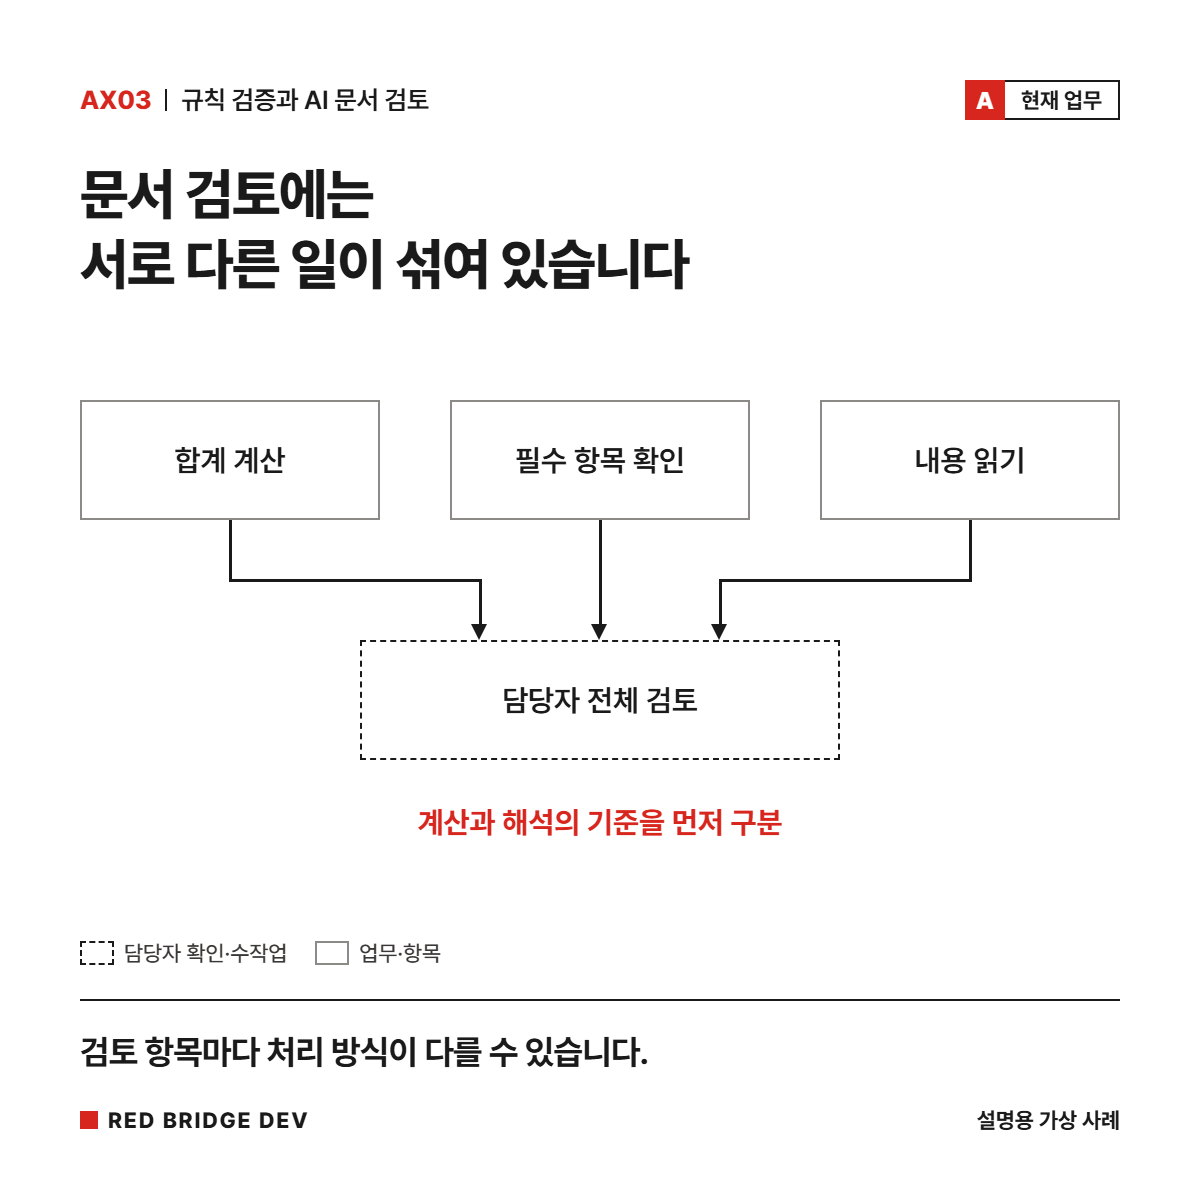 AX03 | 규칙 검증과 AI 문서 검토
A 현재 업무
문서 검토에는
서로 다른 일이 섞여 있습니다
합계 계산
필수 항목 확인
내용 읽기
담당자 전체 검토
계산과 해석의 기준을 먼저 구분
담당자 확인·수작업
업무·항목
검토 항목마다 처리 방식이 다를 수 있습니다.
RED BRIDGE DEV
설명용 가상 사례